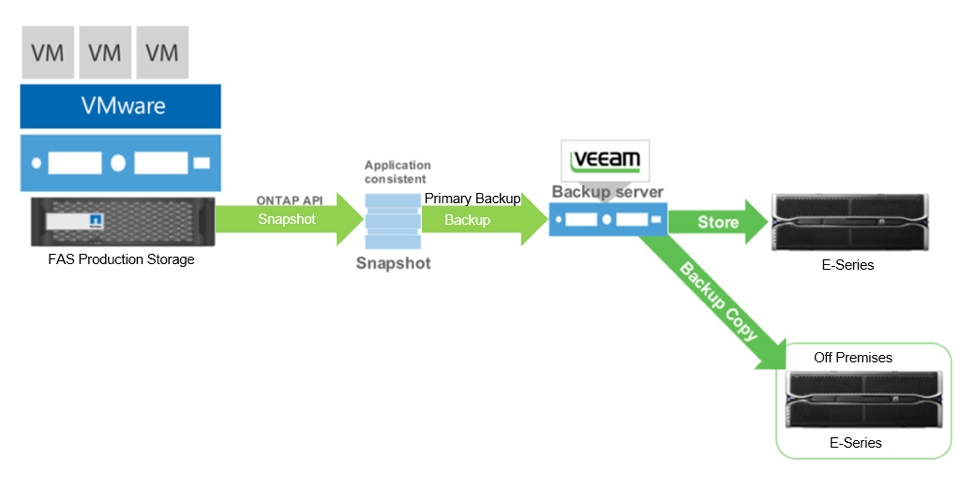 VM
VM
VM
VMware
FAS Production Storage
ONTAP API
Snapshot
Application
consistent
Snapshot
Primary Backup
Backup
veeam
Backup server
Store
E-Series
Backup Copy
Off Premises
E-Series